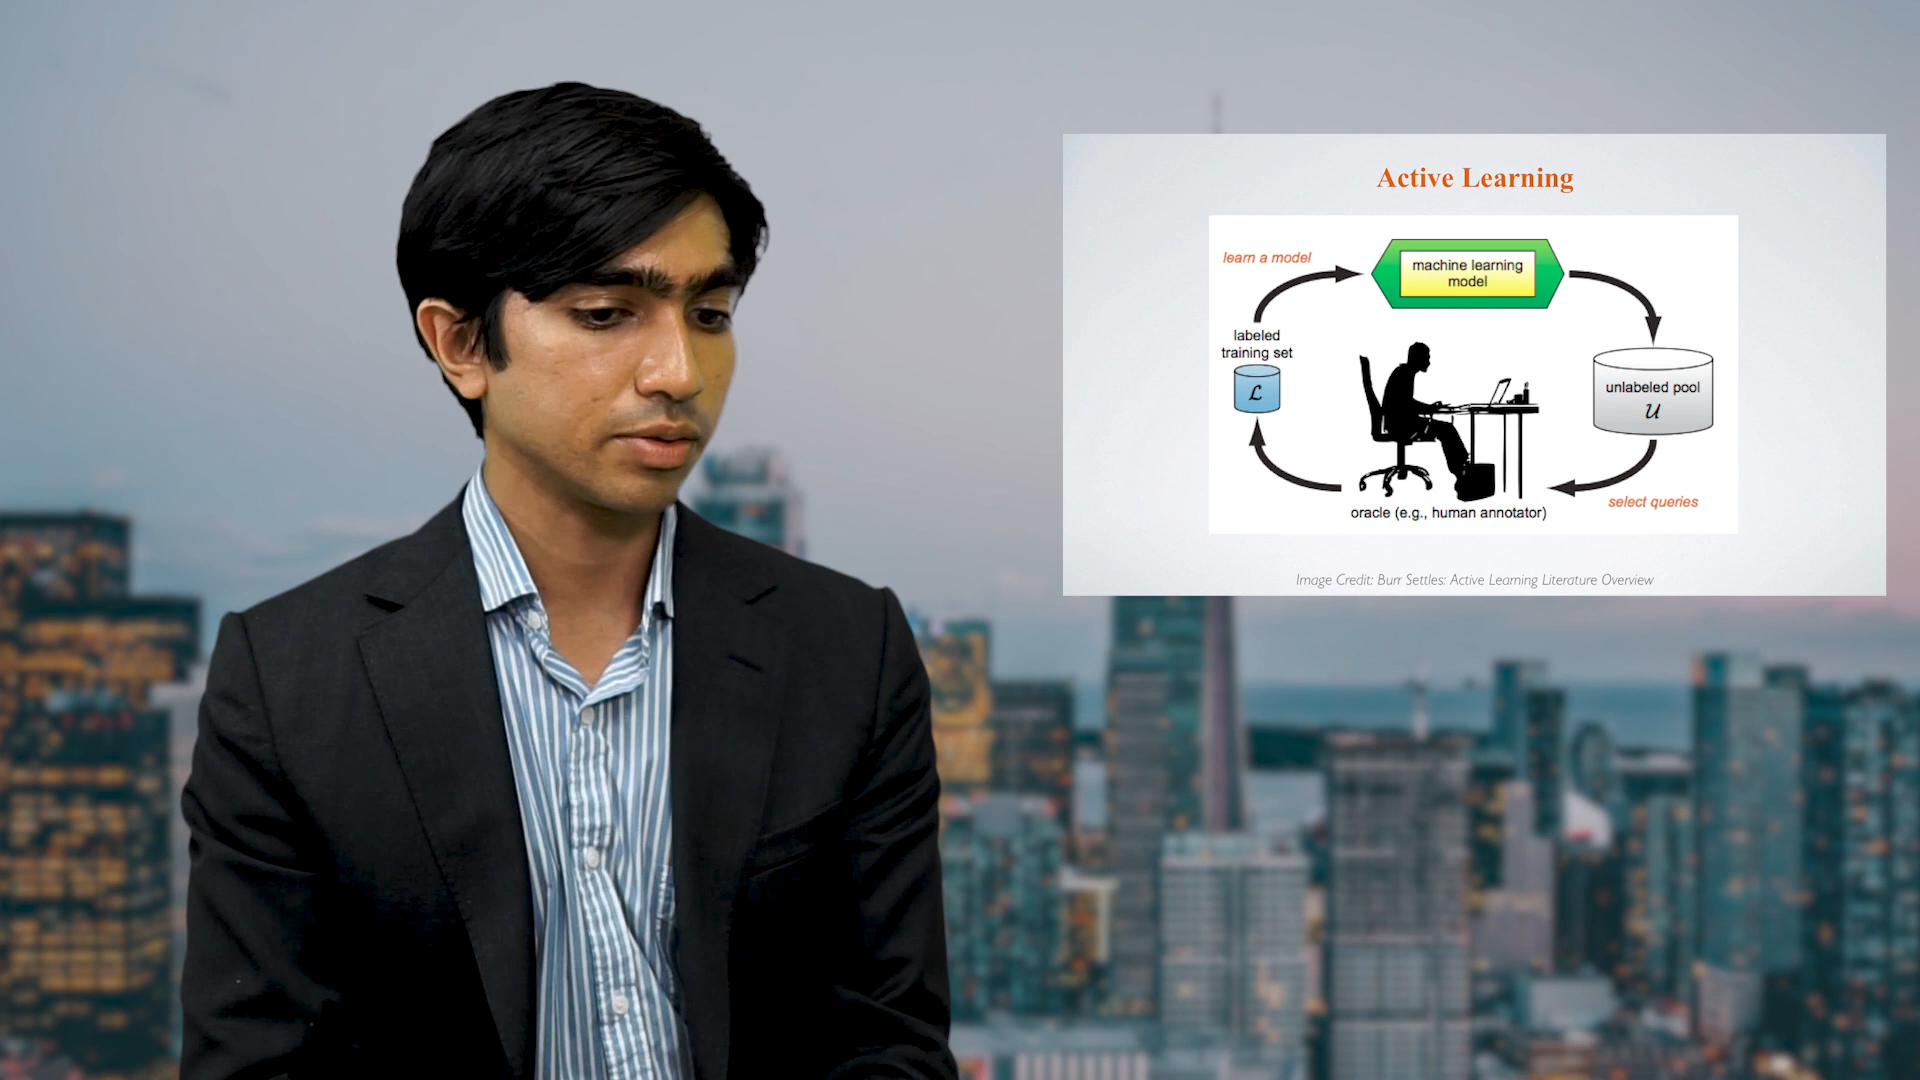 Active Learning
learn a model
machine learning
model
labeled
training set
ℒ
unlabeled pool
𝒰
select queries
oracle (e.g., human annotator)
Image Credit: Burr Settles: Active Learning Literature Overview